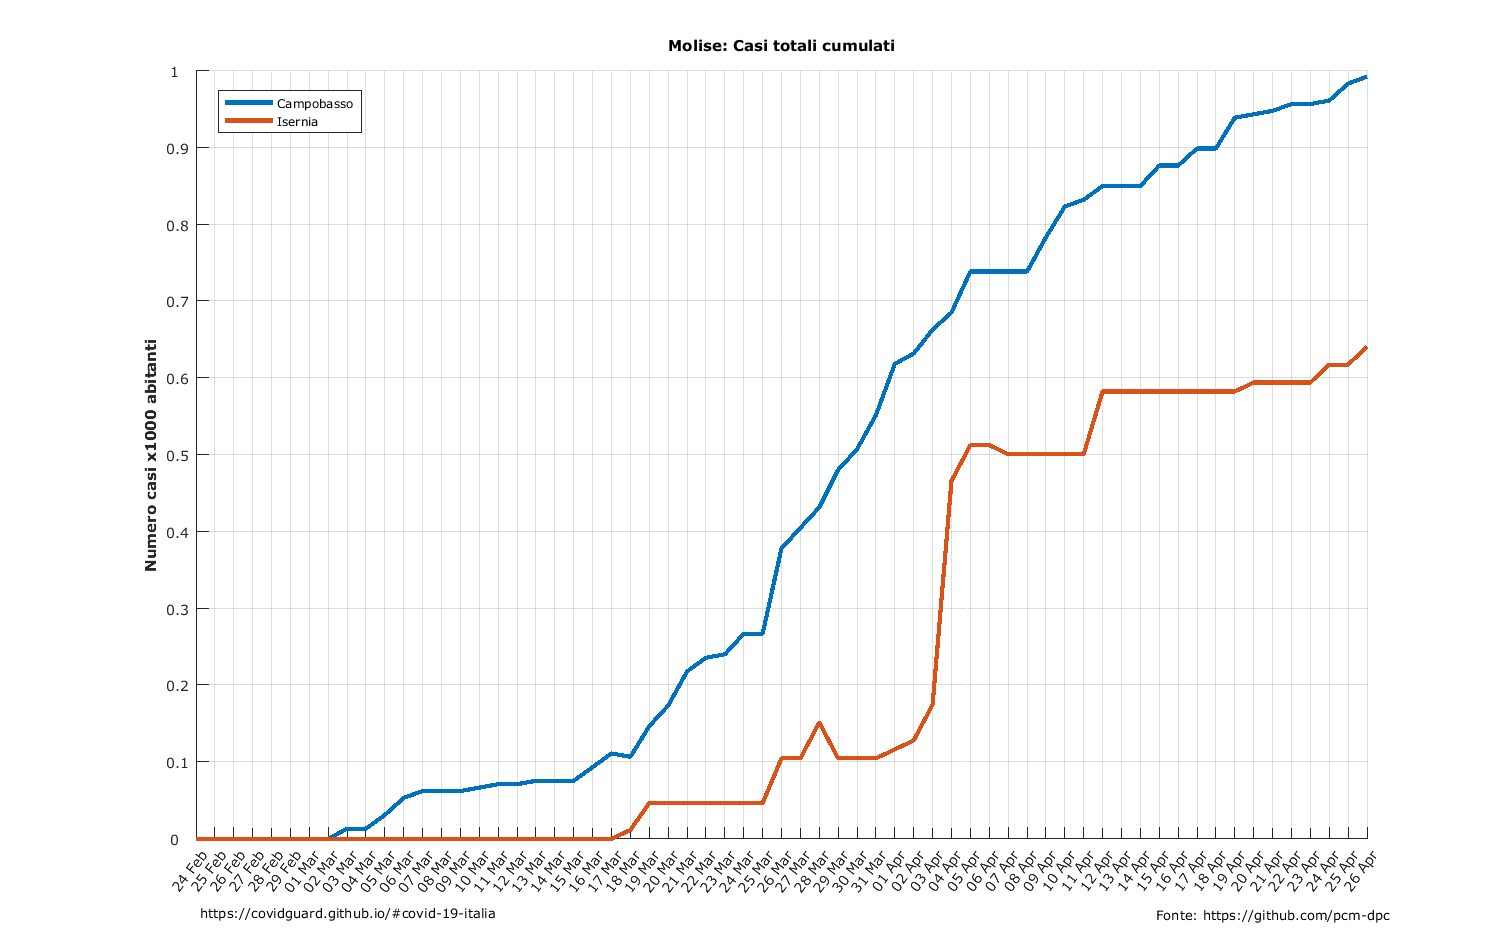 Molise: Casi totali cumulati
Numero casi x1000 abitanti
1
0.9
0.8
0.7
0.6
0.5
0.4
0.3
0.2
0.1
0
Campobasso
Isernia
24 Feb
25 Feb
26 Feb
27 Feb
28 Feb
29 Feb
01 Mar
02 Mar
03 Mar
04 Mar
05 Mar
06 Mar
07 Mar
08 Mar
09 Mar
10 Mar
11 Mar
12 Mar
13 Mar
14 Mar
15 Mar
16 Mar
17 Mar
18 Mar
19 Mar
20 Mar
21 Mar
22 Mar
23 Mar
24 Mar
25 Mar
26 Mar
27 Mar
28 Mar
29 Mar
30 Mar
31 Mar
01 Apr
02 Apr
03 Apr
04 Apr
05 Apr
06 Apr
07 Apr
08 Apr
09 Apr
10 Apr
11 Apr
12 Apr
13 Apr
14 Apr
15 Apr
16 Apr
17 Apr
18 Apr
19 Apr
20 Apr
21 Apr
22 Apr
23 Apr
24 Apr
25 Apr
26 Apr
https://covidguard.github.io/#covid-19-italia
Fonte: https://github.com/pcm-dpc